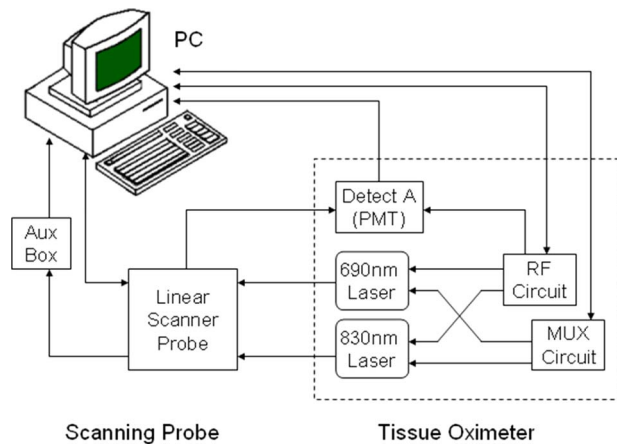 PC
Detect A
(PMT)
Aux
Box
690nm
Laser
RF
Circuit
Linear
Scanner
Probe
830nm
Laser
MUX
Circuit
Scanning Probe
Tissue Oximeter